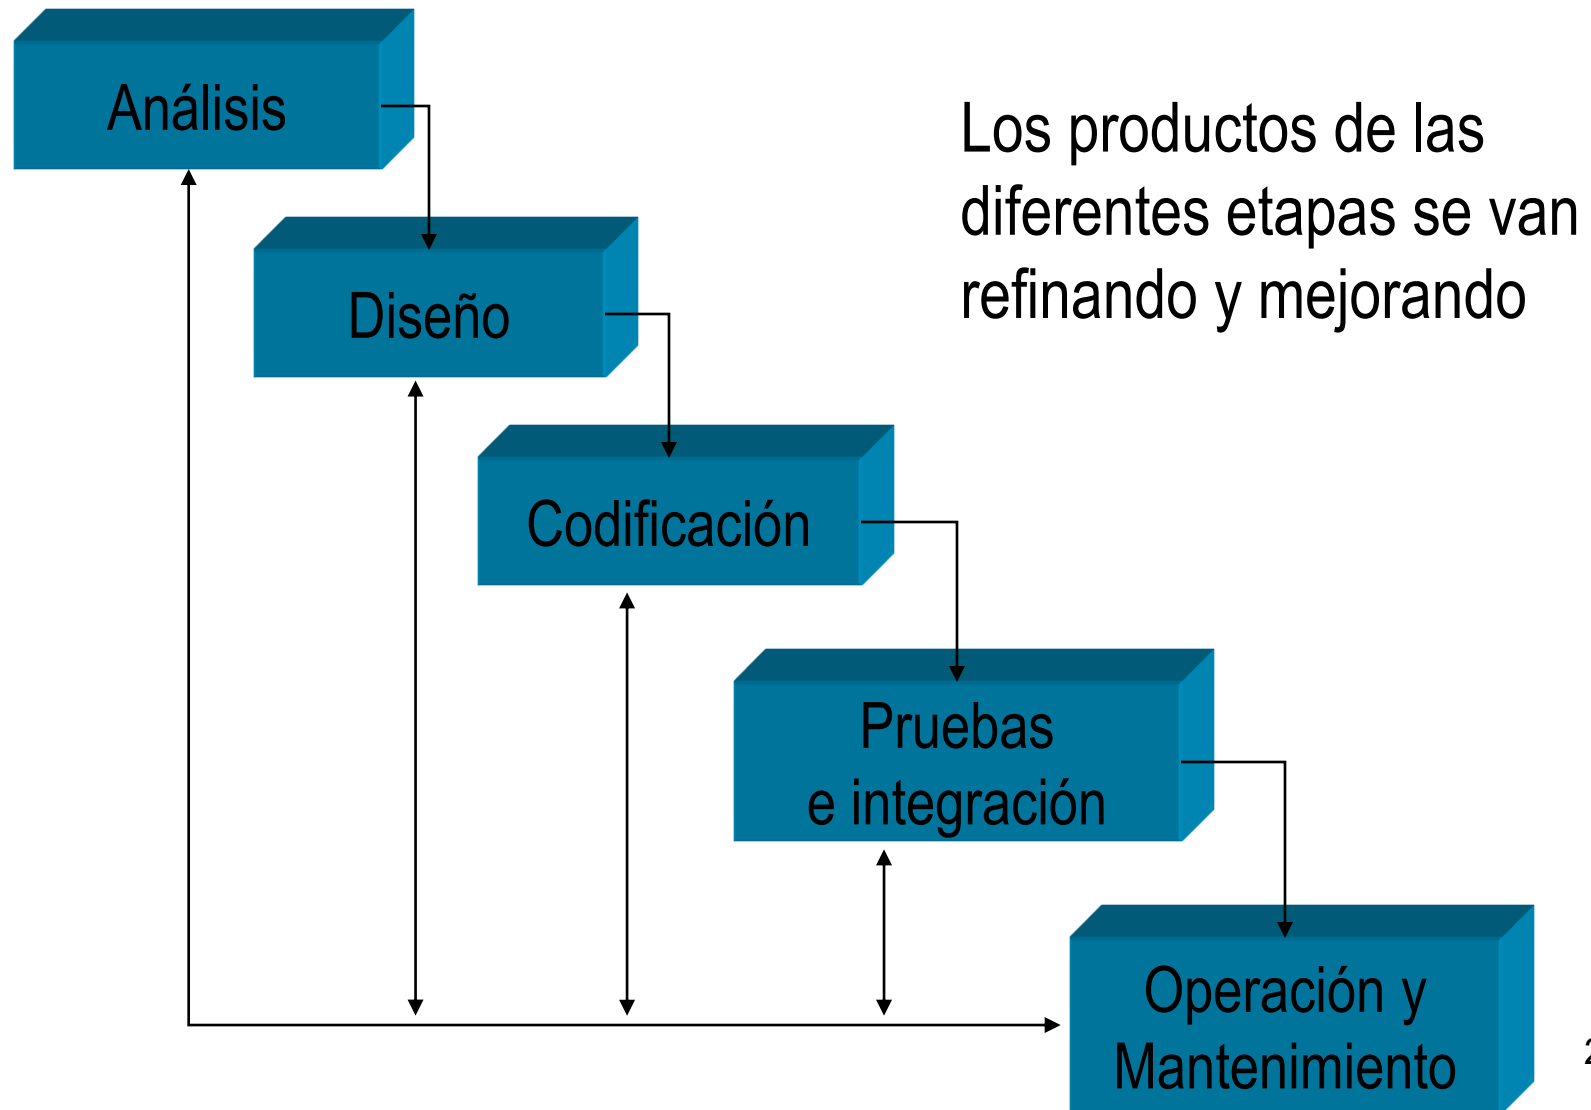 Análisis
Los productos de las
diferentes etapas se van
refinando y mejorando
Diseño
Codificación
Pruebas
e integración
Operación y
Mantenimiento